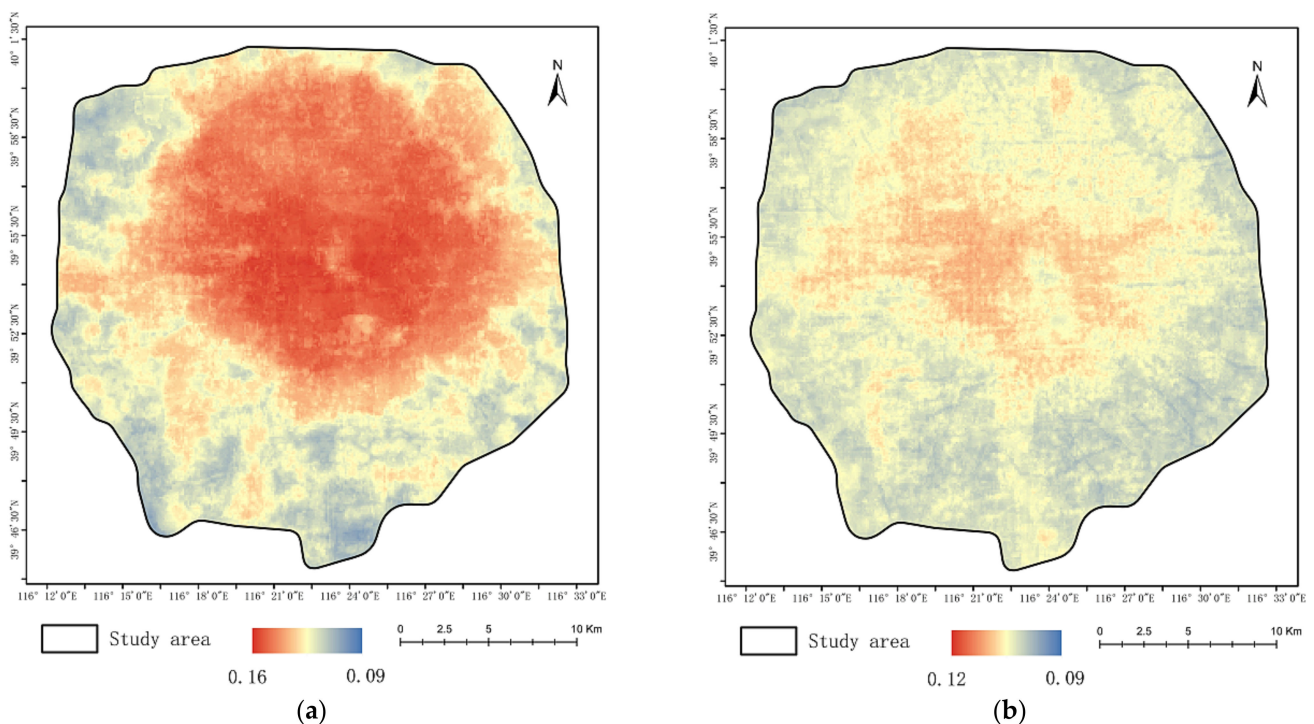 N
40° 1′30″N
39° 58′30″N
39° 55′30″N
39° 52′30″N
39° 49′30″N
39° 46′30″N
116° 12′0″E 116° 15′0″E 116° 18′0″E 116° 21′0″E 116° 24′0″E 116° 27′0″E 116° 30′0″E 116° 33′0″E
Study area
0.16 0.09
0 2.5 5 10 Km
(a)
N
40° 1′30″N
39° 58′30″N
39° 55′30″N
39° 52′30″N
39° 49′30″N
39° 46′30″N
116° 12′0″E 116° 15′0″E 116° 18′0″E 116° 21′0″E 116° 24′0″E 116° 27′0″E 116° 30′0″E 116° 33′0″E
Study area
0.12 0.09
0 2.5 5 10 Km
(b)